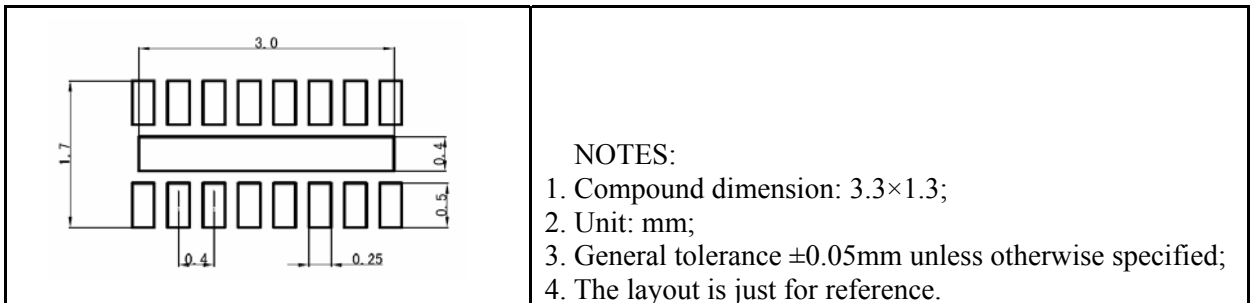 3.0
1.7
0.4
0.5
0.4
0.25
NOTES:
1. Compound dimension: 3.3×1.3;
2. Unit: mm;
3. General tolerance ±0.05mm unless otherwise specified;
4. The layout is just for reference.